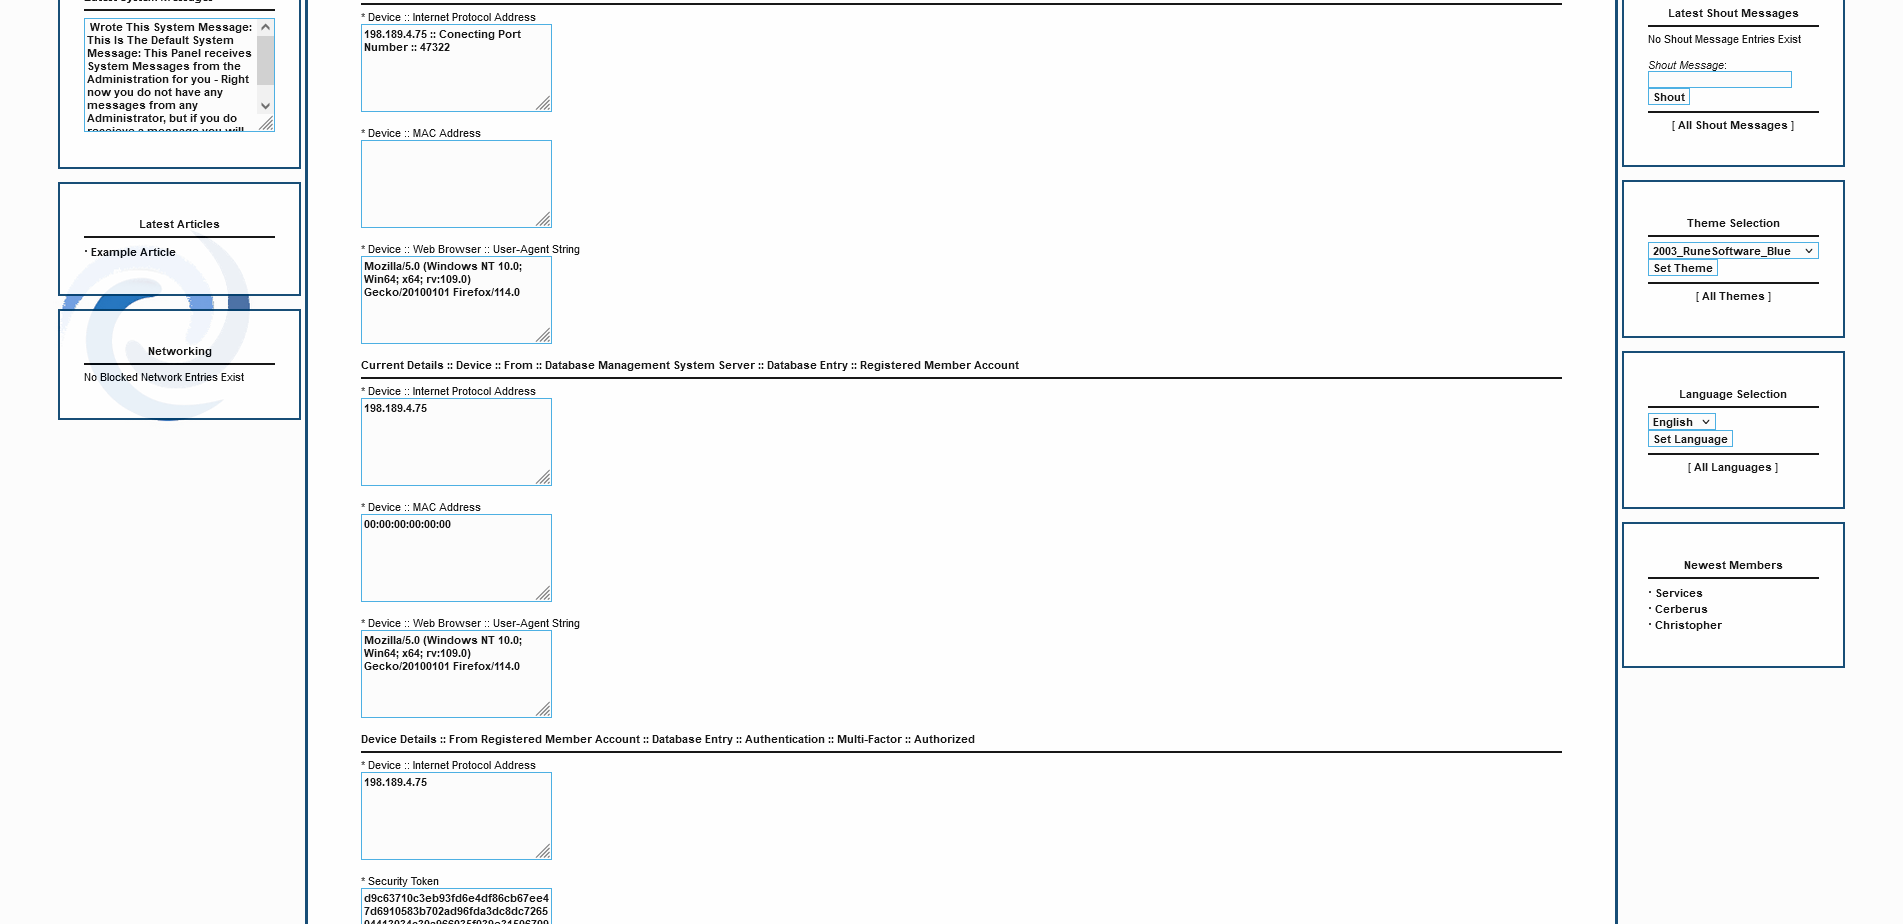 Wrote This System Message:
This Is The Default System
Message: This Panel receives
System Messages from the
Administration for you - Right
now you do not have any
messages from any
Administrator, but if you do
Latest Articles
· Example Article
Networking
No Blocked Network Entries Exist
* Device :: Internet Protocol Address
198.189.4.75 :: Conecting Port
Number :: 47322
* Device :: MAC Address
* Device :: Web Browser :: User-Agent String
Mozilla/5.0 (Windows NT 10.0;
Win64; x64; rv:109.0)
Gecko/20100101 Firefox/114.0
Current Details :: Device :: From :: Database Management System Server :: Database Entry :: Registered Member Account
* Device :: Internet Protocol Address
198.189.4.75
* Device :: MAC Address
00:00:00:00:00:00
* Device :: Web Browser :: User-Agent String
Mozilla/5.0 (Windows NT 10.0;
Win64; x64; rv:109.0)
Gecko/20100101 Firefox/114.0
Device Details :: From Registered Member Account :: Database Entry :: Authentication :: Multi-Factor :: Authorized
* Device :: Internet Protocol Address
198.189.4.75
* Security Token
d9c63710c3eb93fd6e4df86cb67ee4
7d6910583b702ad96fda3dc8dc7265
Latest Shout Messages
No Shout Message Entries Exist
Shout Message:
Shout
[ All Shout Messages ]
Theme Selection
2003_RuneSoftware_Blue
Set Theme
[ All Themes ]
Language Selection
English
Set Language
[ All Languages ]
Newest Members
· Services
· Cerberus
· Christopher